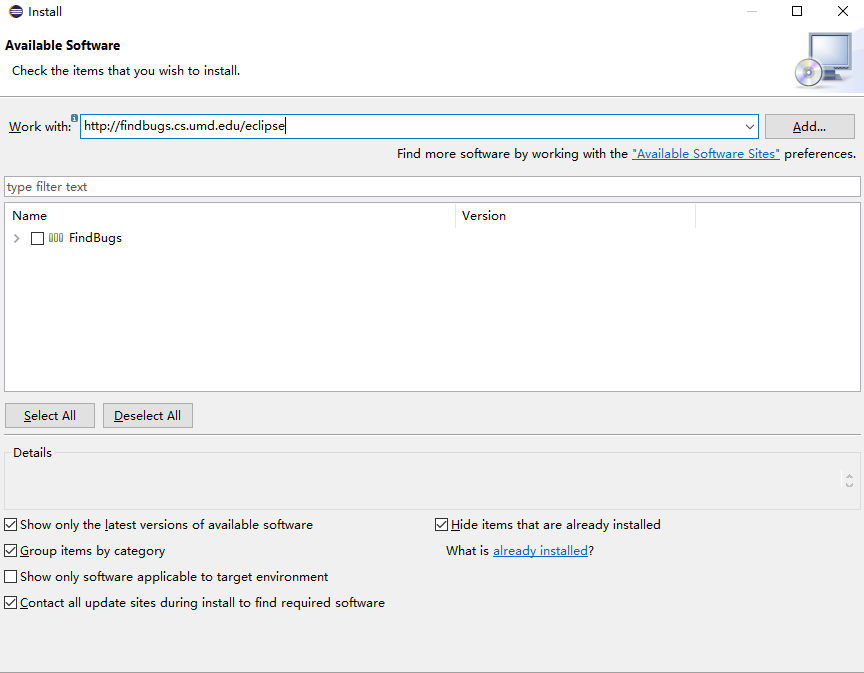 Install
Available Software
Check the items that you wish to install.
Work with: http://findbugs.cs.umd.edu/eclipse Add...
Find more software by working with the "Available Software Sites" preferences.
type filter text
Name Version
FindBugs
Select All Deselect All
Details
Show only the latest versions of available software Hide items that are already installed
Group items by category What is already installed?
Show only software applicable to target environment
Contact all update sites during install to find required software